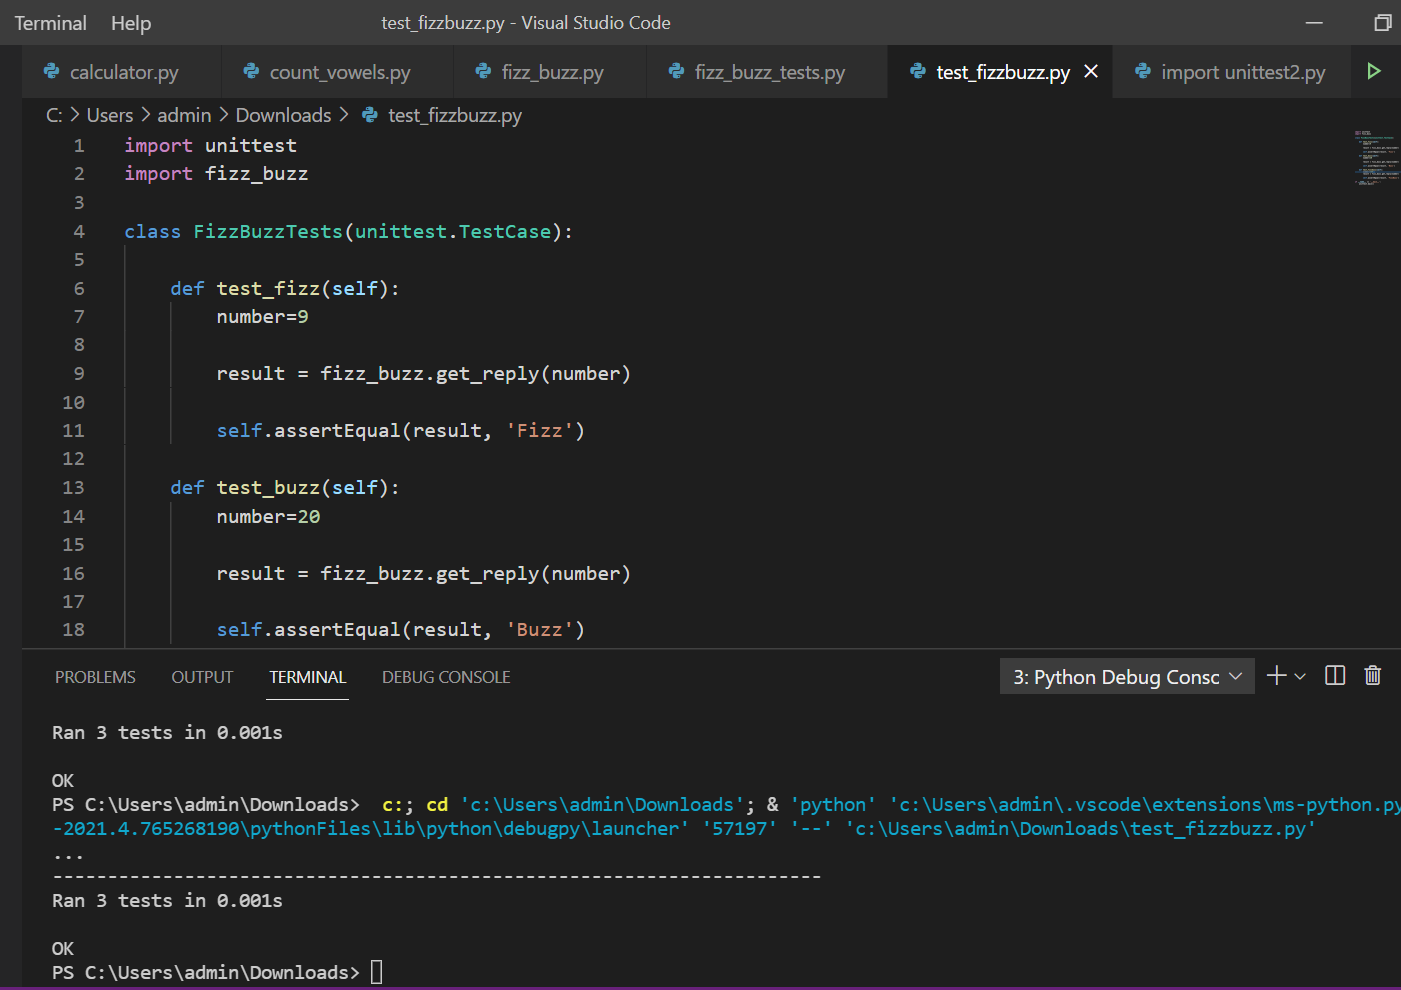 Terminal Help test_fizzbuzz.py - Visual Studio Code
calculator.py count_vowels.py fizz_buzz.py fizz_buzz_tests.py test_fizzbuzz.py import unittest2.py
C: > Users > admin > Downloads > test_fizzbuzz.py
1 import unittest
2 import fizz_buzz
3
4 class FizzBuzzTests(unittest.TestCase):
5
6 def test_fizz(self):
7 number=9
8
9 result = fizz_buzz.get_reply(number)
10
11 self.assertEqual(result, 'Fizz')
12
13 def test_buzz(self):
14 number=20
15
16 result = fizz_buzz.get_reply(number)
17
18 self.assertEqual(result, 'Buzz')
PROBLEMS OUTPUT TERMINAL DEBUG CONSOLE 3: Python Debug Consc
Ran 3 tests in 0.001s
OK
PS C:\Users\admin\Downloads> c:; cd 'c:\Users\admin\Downloads'; & 'python' 'c:\Users\admin\.vscode\extensions\ms-python.py
-2021.4.765268190\pythonFiles\lib\python\debugpy\launcher' '57197' '--' 'c:\Users\admin\Downloads\test_fizzbuzz.py'
...
----------------------------------------------------------------------
Ran 3 tests in 0.001s
OK
PS C:\Users\admin\Downloads>